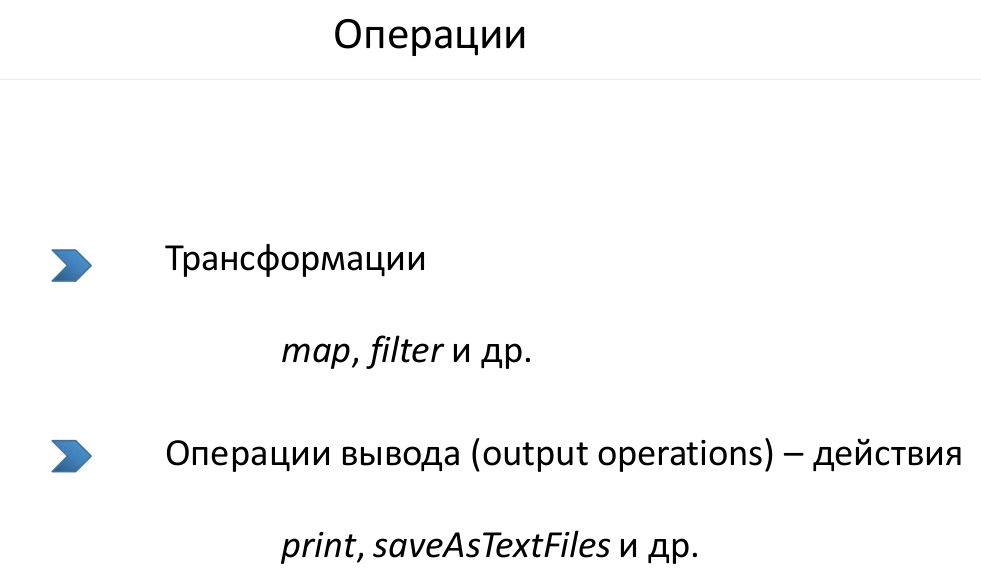 Операции
Трансформации
map, filter и др.
Операции вывода (output operations) – действия
print, saveAsTextFiles и др.